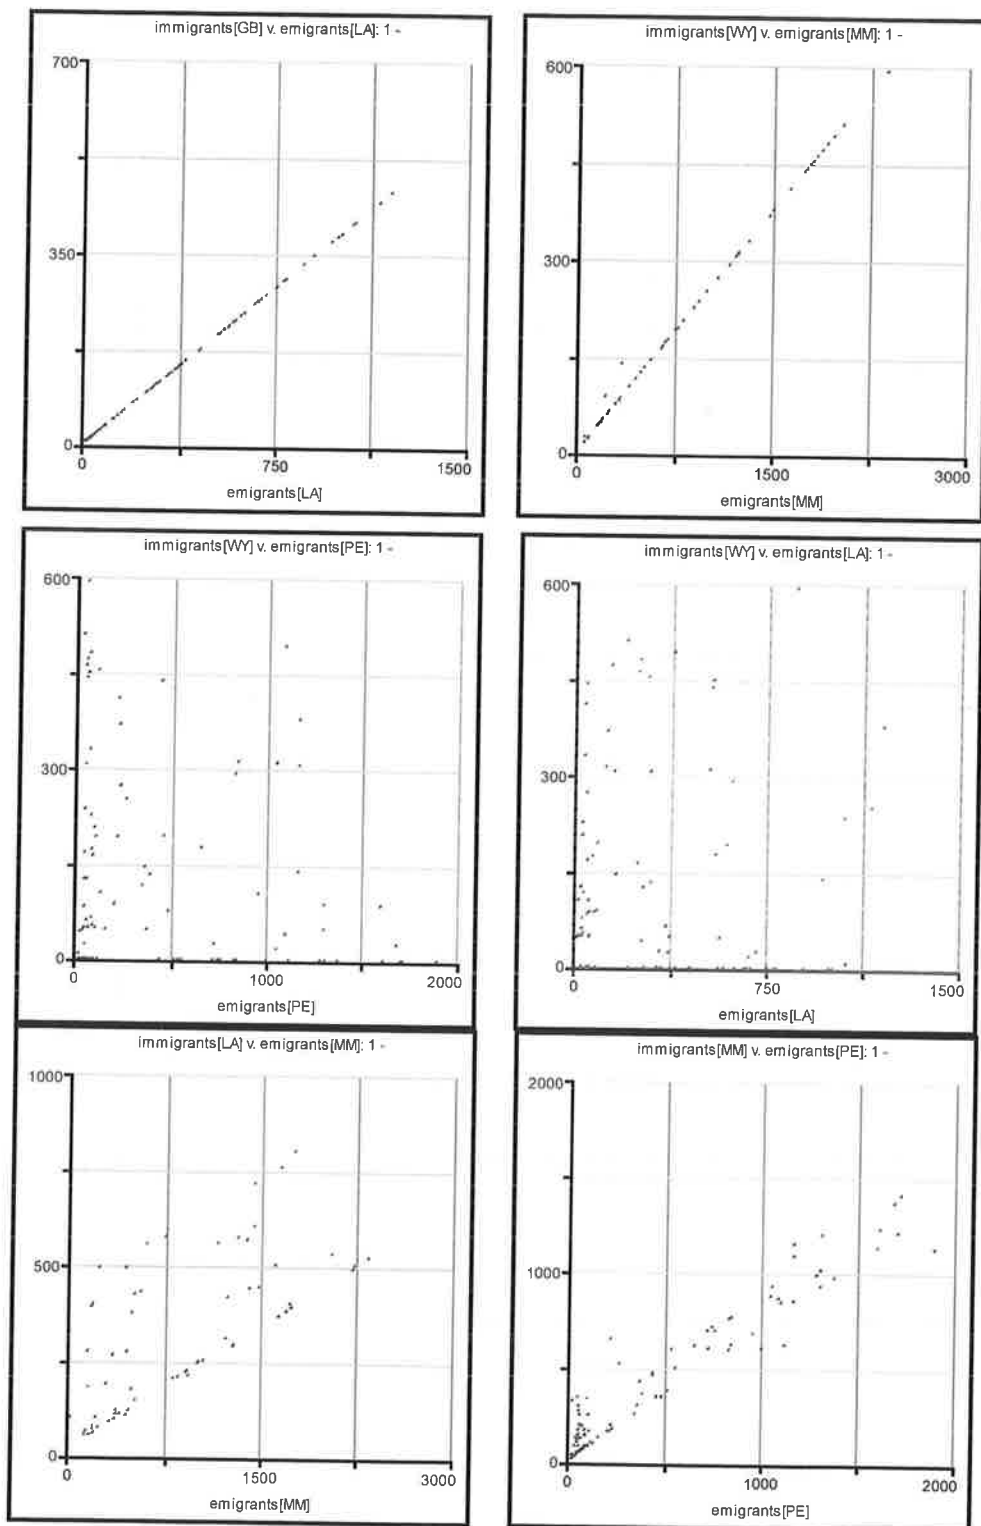 immigrants[GB] v. emigrants[LA]: 1 -
700
350
0
0 750 1500
emigrants[LA]
immigrants[WY] v. emigrants[MM]: 1 -
600
300
0
0 1500 3000
emigrants[MM]
immigrants[WY] v. emigrants[PE]: 1 -
600
300
0
0 1000 2000
emigrants[PE]
immigrants[WY] v. emigrants[LA]: 1 -
600
300
0
0 750 1500
emigrants[LA]
immigrants[LA] v. emigrants[MM]: 1 -
1000
500
0
0 1500 3000
emigrants[MM]
immigrants[MM] v. emigrants[PE]: 1 -
2000
1000
0
0 1000 2000
emigrants[PE]